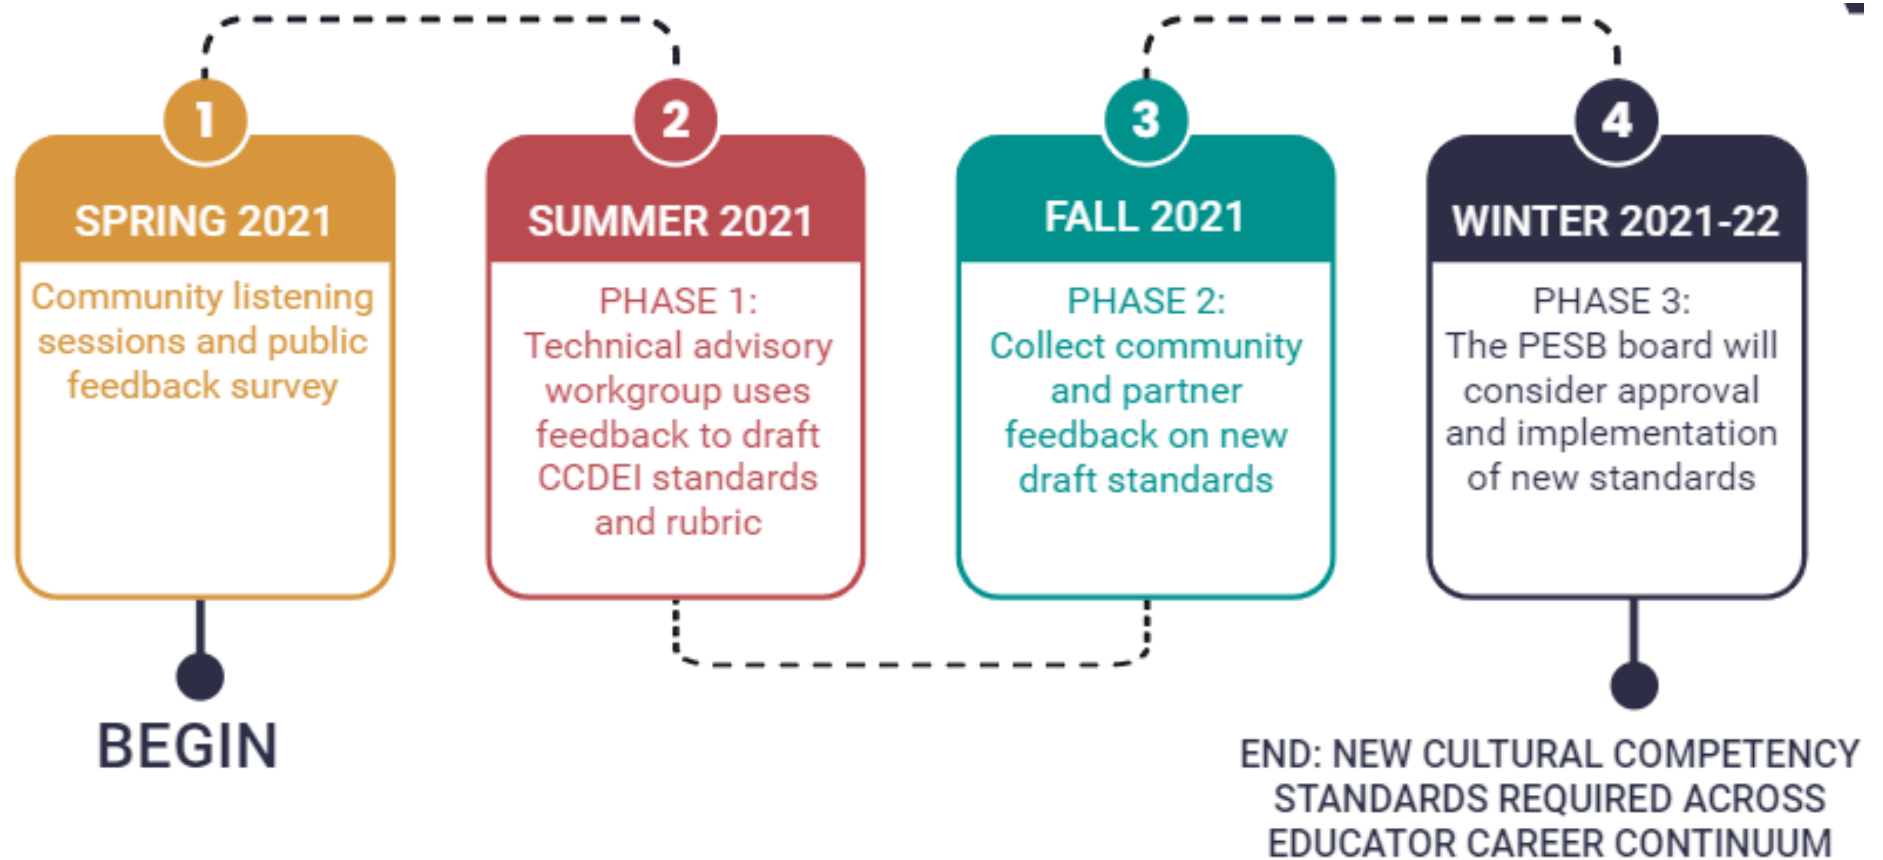 1
SPRING 2021
Community listening
sessions and public
feedback survey
BEGIN
2
SUMMER 2021
PHASE 1:
Technical advisory
workgroup uses
feedback to draft
CCDEI standards
and rubric
3
FALL 2021
PHASE 2:
Collect community
and partner
feedback on new
draft standards
4
WINTER 2021-22
PHASE 3:
The PESB board will
consider approval
and implementation
of new standards
END: NEW CULTURAL COMPETENCY
STANDARDS REQUIRED ACROSS
EDUCATOR CAREER CONTINUUM